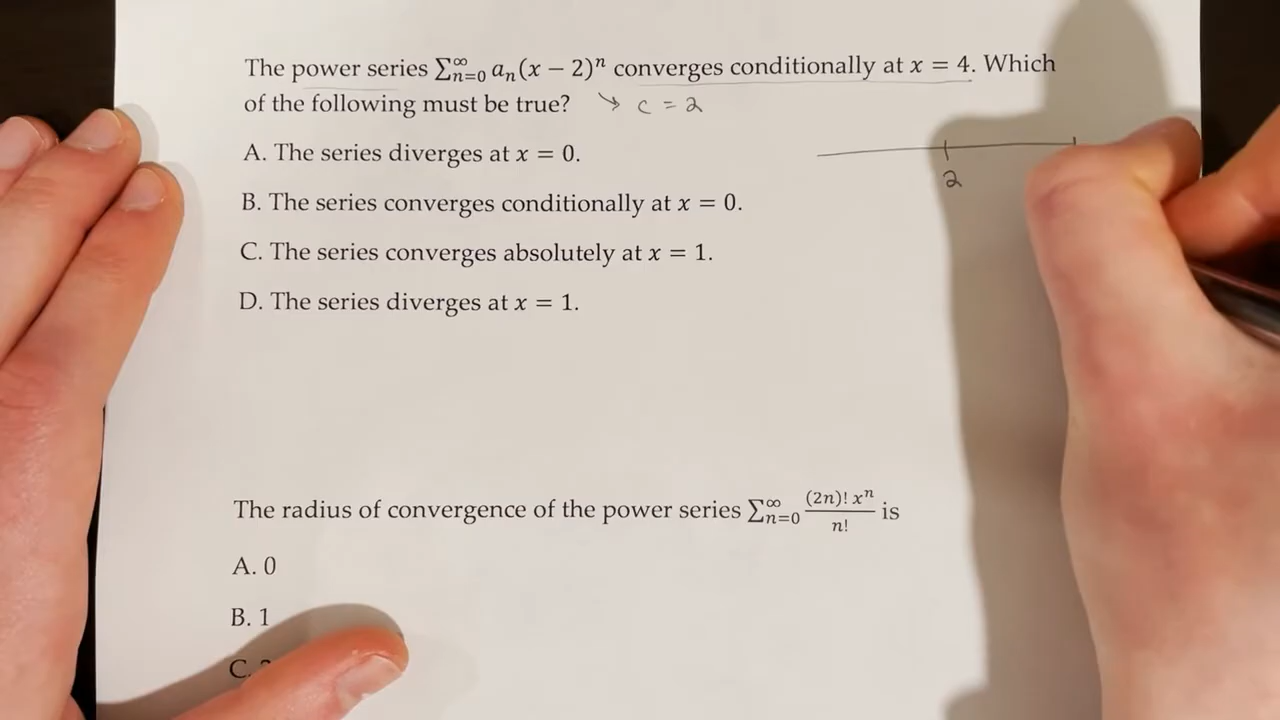 The power series ∑_{n=0}^{∞} a_n(x − 2)^n converges conditionally at x = 4. Which
of the following must be true? ↘ c = 2
A. The series diverges at x = 0.
2
B. The series converges conditionally at x = 0.
C. The series converges absolutely at x = 1.
D. The series diverges at x = 1.
The radius of convergence of the power series ∑_{n=0}^{∞} (2n)! x^n / n! is
A. 0
B. 1
C.